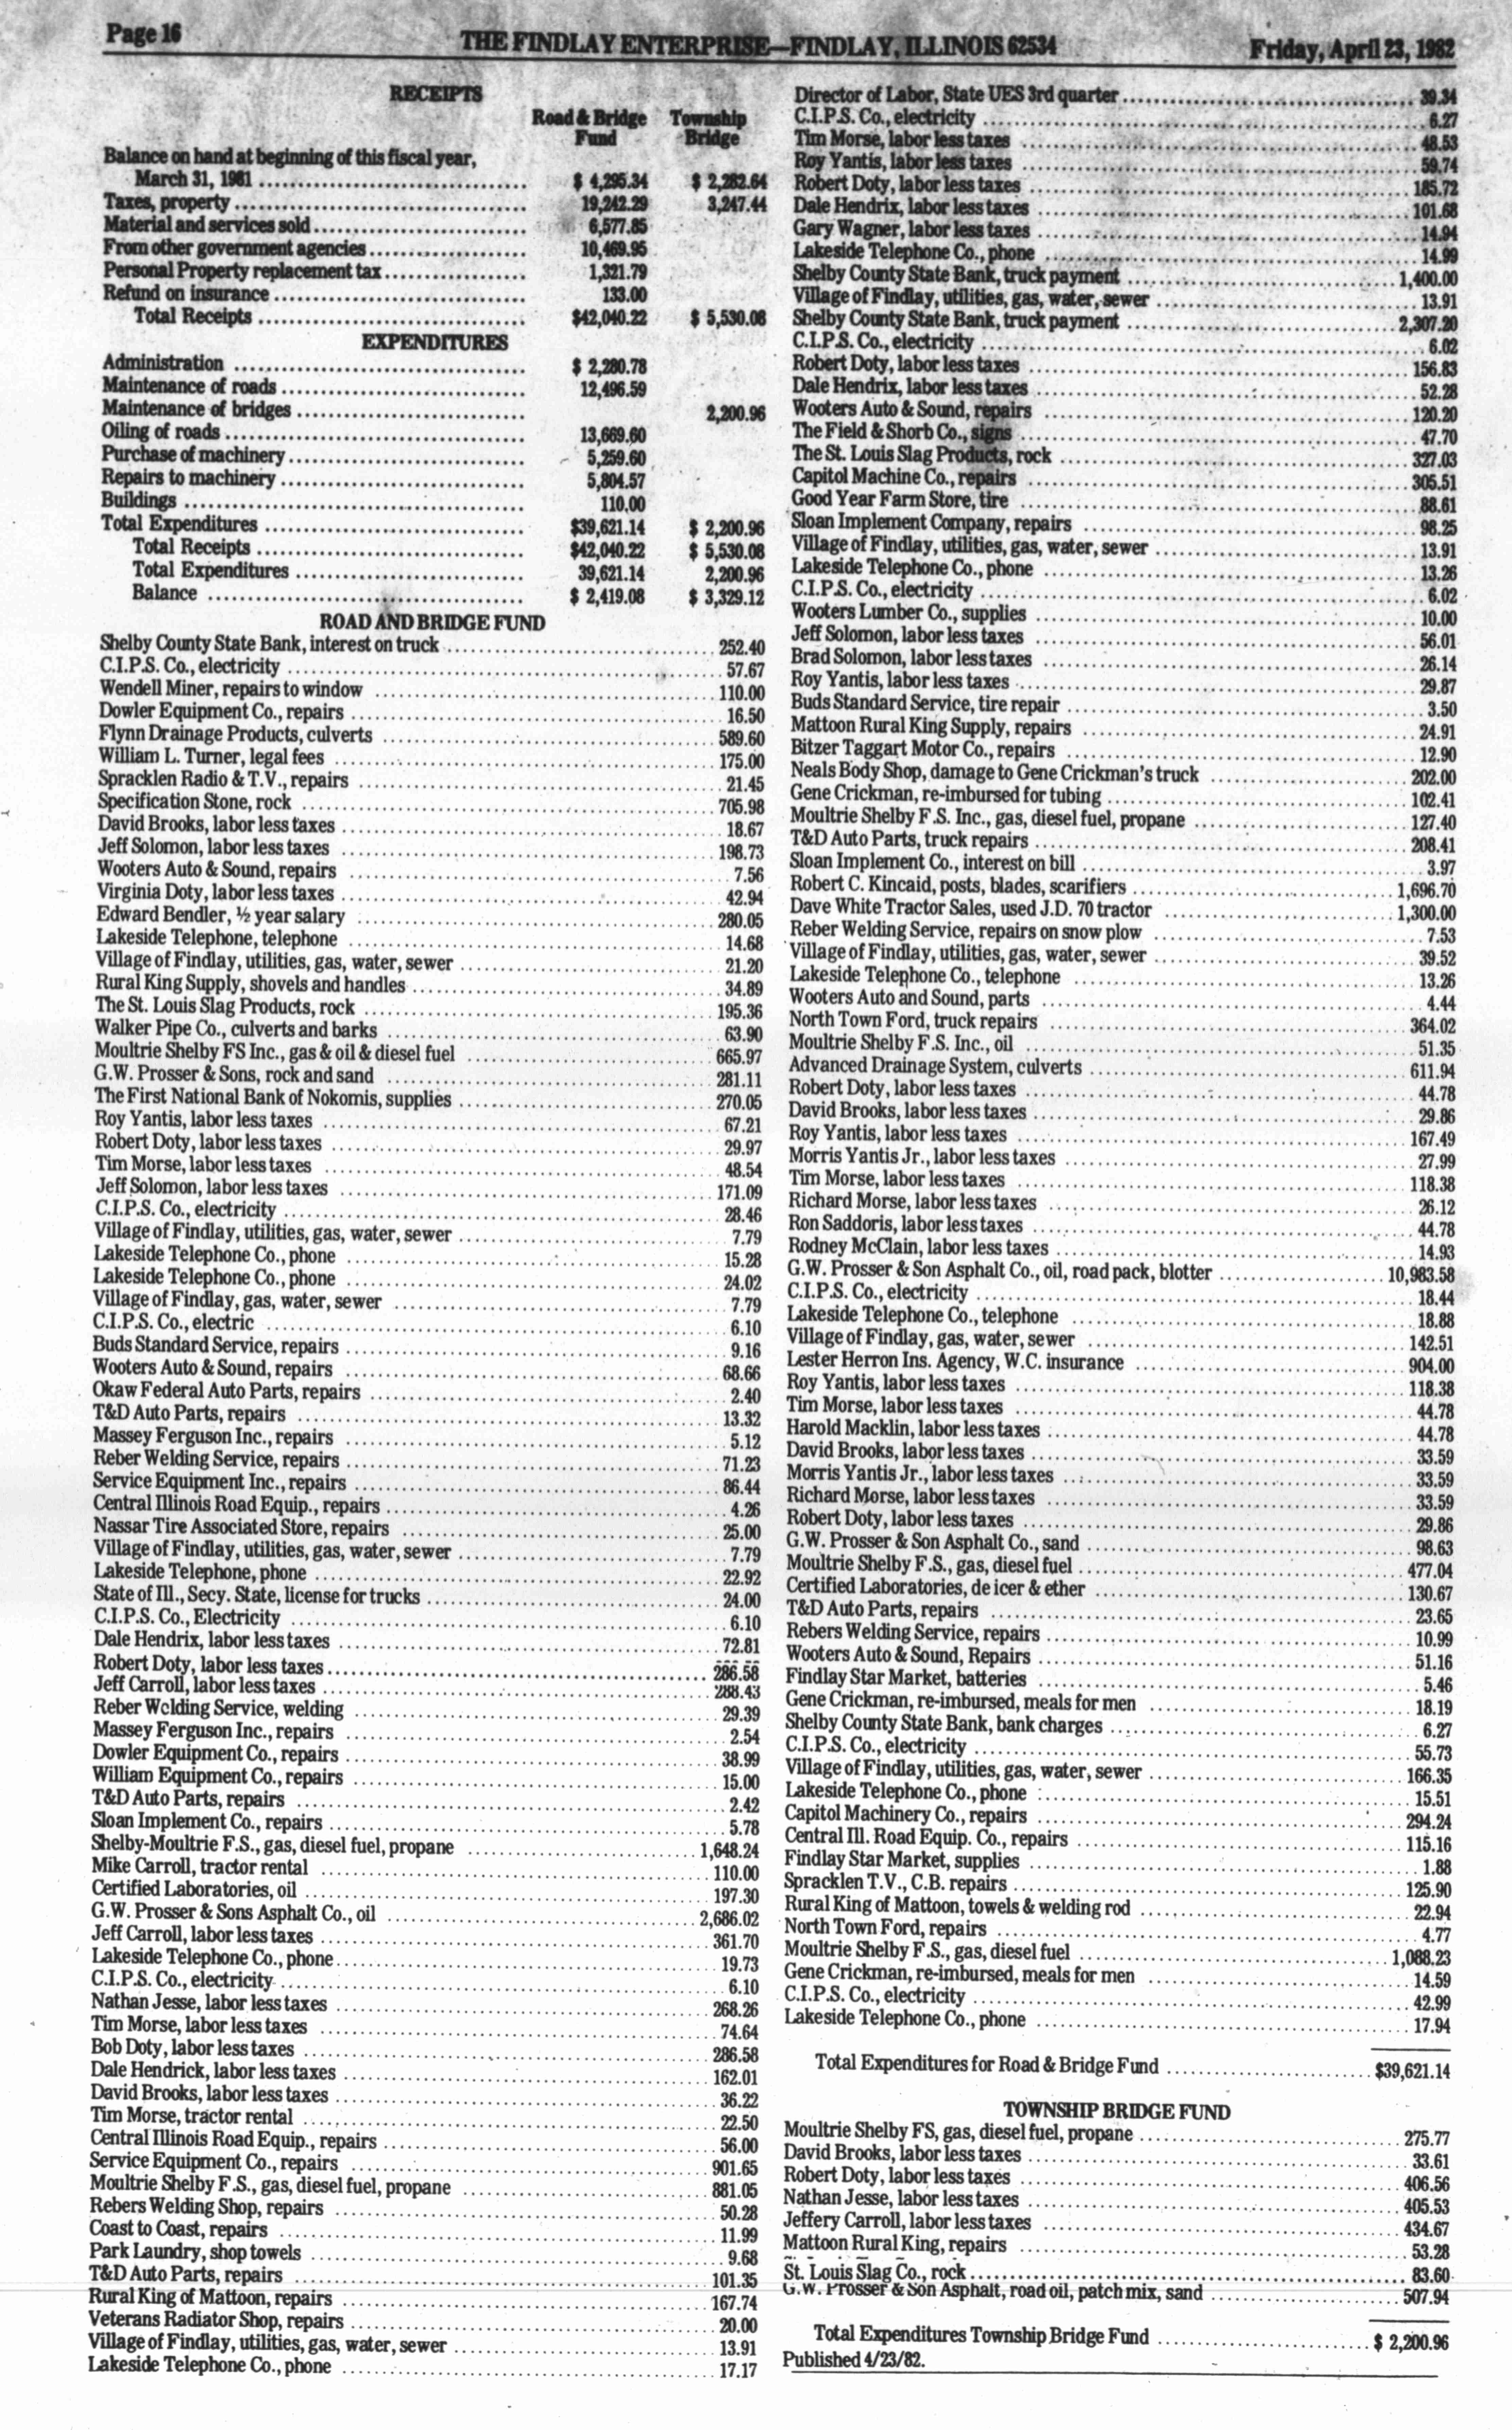 Page 16
THE FINDLAY ENTERPRISE—FINDLAY, ILLINOIS 62534
Friday, April 23, 1982
RECEIPTS
Road & Bridge Township
Fund Bridge
Balance on hand at beginning of this fiscal year,
March 31, 1981 $ 4,295.34 $ 2,282.64
Taxes, property 19,242.29 3,247.44
Material and services sold 6,577.85
From other government agencies 10,469.95
Personal Property replacement tax 1,321.79
Refund on insurance 133.00
Total Receipts $42,040.22 $ 5,530.08
EXPENDITURES
Administration $ 2,280.78
Maintenance of roads 12,496.59
Maintenance of bridges 2,200.96
Oiling of roads 13,669.60
Purchase of machinery 5,259.60
Repairs to machinery 5,804.57
Buildings 110.00
Total Expenditures $39,621.14 $ 2,200.96
Total Receipts $42,040.22 $ 5,530.08
Total Expenditures 39,621.14 2,200.96
Balance $ 2,419.08 $ 3,329.12
ROAD AND BRIDGE FUND
Shelby County State Bank, interest on truck 252.40
C.I.P.S. Co., electricity 57.67
Wendell Miner, repairs to window 110.00
Dowler Equipment Co., repairs 16.50
Flynn Drainage Products, culverts 589.60
William L. Turner, legal fees 175.00
Spracklen Radio & T.V., repairs 21.45
Specification Stone, rock 705.98
David Brooks, labor less taxes 18.67
Jeff Solomon, labor less taxes 198.73
Wooters Auto & Sound, repairs 7.56
Virginia Doty, labor less taxes 42.94
Edward Bendler, ½ year salary 280.05
Lakeside Telephone, telephone 14.68
Village of Findlay, utilities, gas, water, sewer 21.20
Rural King Supply, shovels and handles 34.89
The St. Louis Slag Products, rock 195.36
Walker Pipe Co., culverts and barks 63.90
Moultrie Shelby FS Inc., gas & oil & diesel fuel 665.97
G.W. Prosser & Sons, rock and sand 281.11
The First National Bank of Nokomis, supplies 270.05
Roy Yantis, labor less taxes 67.21
Robert Doty, labor less taxes 29.97
Tim Morse, labor less taxes 48.54
Jeff Solomon, labor less taxes 171.09
C.I.P.S. Co., electricity 28.46
Village of Findlay, utilities, gas, water, sewer 7.79
Lakeside Telephone Co., phone 15.28
Lakeside Telephone Co., phone 24.02
Village of Findlay, gas, water, sewer 7.79
C.I.P.S. Co., electric 6.10
Buds Standard Service, repairs 9.16
Wooters Auto & Sound, repairs 68.66
Okaw Federal Auto Parts, repairs 2.40
T&D Auto Parts, repairs 13.32
Massey Ferguson Inc., repairs 5.12
Reber Welding Service, repairs 71.23
Service Equipment Inc., repairs 86.44
Central Illinois Road Equip., repairs 4.26
Nassar Tire Associated Store, repairs 25.00
Village of Findlay, utilities, gas, water, sewer 7.79
Lakeside Telephone, phone 22.92
State of Ill., Secy. State, license for trucks 24.00
C.I.P.S. Co., Electricity 6.10
Dale Hendrix, labor less taxes 72.81
Robert Doty, labor less taxes 286.58
Jeff Carroll, labor less taxes 288.43
Reber Welding Service, welding 29.39
Massey Ferguson Inc., repairs 2.54
Dowler Equipment Co., repairs 38.99
William Equipment Co., repairs 15.00
T&D Auto Parts, repairs 2.42
Sloan Implement Co., repairs 5.78
Shelby-Moultrie F.S., gas, diesel fuel, propane 1,648.24
Mike Carroll, tractor rental 110.00
Certified Laboratories, oil 197.30
G.W. Prosser & Sons Asphalt Co., oil 2,686.02
Jeff Carroll, labor less taxes 361.70
Lakeside Telephone Co., phone 19.73
C.I.P.S. Co., electricity 6.10
Nathan Jesse, labor less taxes 268.26
Tim Morse, labor less taxes 74.64
Bob Doty, labor less taxes 286.58
Dale Hendrick, labor less taxes 162.01
David Brooks, labor less taxes 36.22
Tim Morse, tractor rental 22.50
Central Illinois Road Equip., repairs 56.00
Service Equipment Co., repairs 901.65
Moultrie Shelby F.S., gas, diesel fuel, propane 881.05
Rebers Welding Shop, repairs 50.28
Coast to Coast, repairs 11.99
Park Laundry, shop towels 9.68
T&D Auto Parts, repairs 101.35
Rural King of Mattoon, repairs 167.74
Veterans Radiator Shop, repairs 20.00
Village of Findlay, utilities, gas, water, sewer 13.91
Lakeside Telephone Co., phone 17.17
Director of Labor, State UES 3rd quarter 39.34
C.I.P.S. Co., electricity 6.27
Tim Morse, labor less taxes 48.53
Roy Yantis, labor less taxes 59.74
Robert Doty, labor less taxes 185.72
Dale Hendrix, labor less taxes 101.68
Gary Wagner, labor less taxes 14.94
Lakeside Telephone Co., phone 14.99
Shelby County State Bank, truck payment 1,400.00
Village of Findlay, utilities, gas, water, sewer 13.91
Shelby County State Bank, truck payment 2,307.20
C.I.P.S. Co., electricity 6.02
Robert Doty, labor less taxes 156.83
Dale Hendrix, labor less taxes 52.28
Wooters Auto & Sound, repairs 120.20
The Field & Shorb Co., signs 47.70
The St. Louis Slag Products, rock 327.03
Capitol Machine Co., repairs 305.51
Good Year Farm Store, tire 88.61
Sloan Implement Company, repairs 98.25
Village of Findlay, utilities, gas, water, sewer 13.91
Lakeside Telephone Co., phone 13.26
C.I.P.S. Co., electricity 6.02
Wooters Lumber Co., supplies 10.00
Jeff Solomon, labor less taxes 56.01
Brad Solomon, labor less taxes 26.14
Roy Yantis, labor less taxes 29.87
Buds Standard Service, tire repair 3.50
Mattoon Rural King Supply, repairs 24.91
Bitzer Taggart Motor Co., repairs 12.90
Neals Body Shop, damage to Gene Crickman's truck 202.00
Gene Crickman, re-imbursed for tubing 102.41
Moultrie Shelby F.S. Inc., gas, diesel fuel, propane 127.40
T&D Auto Parts, truck repairs 208.41
Sloan Implement Co., interest on bill 3.97
Robert C. Kincaid, posts, blades, scarifiers 1,696.70
Dave White Tractor Sales, used J.D. 70 tractor 1,300.00
Reber Welding Service, repairs on snow plow 7.53
Village of Findlay, utilities, gas, water, sewer 39.52
Lakeside Telephone Co., telephone 13.26
Wooters Auto and Sound, parts 4.44
North Town Ford, truck repairs 364.02
Moultrie Shelby F.S. Inc., oil 51.35
Advanced Drainage System, culverts 611.94
Robert Doty, labor less taxes 44.78
David Brooks, labor less taxes 29.86
Roy Yantis, labor less taxes 167.49
Morris Yantis Jr., labor less taxes 27.99
Tim Morse, labor less taxes 118.38
Richard Morse, labor less taxes 26.12
Ron Saddoris, labor less taxes 44.78
Rodney McClain, labor less taxes 14.93
G.W. Prosser & Son Asphalt Co., oil, road pack, blotter 10,983.58
C.I.P.S. Co., electricity 18.44
Lakeside Telephone Co., telephone 18.88
Village of Findlay, gas, water, sewer 142.51
Lester Herron Ins. Agency, W.C. insurance 904.00
Roy Yantis, labor less taxes 118.38
Tim Morse, labor less taxes 44.78
Harold Macklin, labor less taxes 44.78
David Brooks, labor less taxes 33.59
Morris Yantis Jr., labor less taxes 33.59
Richard Morse, labor less taxes 33.59
Robert Doty, labor less taxes 29.86
G.W. Prosser & Son Asphalt Co., sand 98.63
Moultrie Shelby F.S., gas, diesel fuel 477.04
Certified Laboratories, de icer & ether 130.67
T&D Auto Parts, repairs 23.65
Rebers Welding Service, repairs 10.99
Wooters Auto & Sound, Repairs 51.16
Findlay Star Market, batteries 5.46
Gene Crickman, re-imbursed, meals for men 18.19
Shelby County State Bank, bank charges 6.27
C.I.P.S. Co., electricity 55.73
Village of Findlay, utilities, gas, water, sewer 166.35
Lakeside Telephone Co., phone 15.51
Capitol Machinery Co., repairs 294.24
Central Ill. Road Equip. Co., repairs 115.16
Findlay Star Market, supplies 1.88
Spracklen T.V., C.B. repairs 125.90
Rural King of Mattoon, towels & welding rod 22.94
North Town Ford, repairs 4.77
Moultrie Shelby F.S., gas, diesel fuel 1,088.23
Gene Crickman, re-imbursed, meals for men 14.59
C.I.P.S. Co., electricity 42.99
Lakeside Telephone Co., phone 17.94
Total Expenditures for Road & Bridge Fund $39,621.14
TOWNSHIP BRIDGE FUND
Moultrie Shelby FS, gas, diesel fuel, propane 275.77
David Brooks, labor less taxes 33.61
Robert Doty, labor less taxes 406.56
Nathan Jesse, labor less taxes 405.53
Jeffery Carroll, labor less taxes 434.67
Mattoon Rural King, repairs 53.28
St. Louis Slag Co., rock 83.60
G.W. Prosser & Son Asphalt, road oil, patch mix, sand 507.94
Total Expenditures Township Bridge Fund $ 2,200.96
Published 4/23/82.